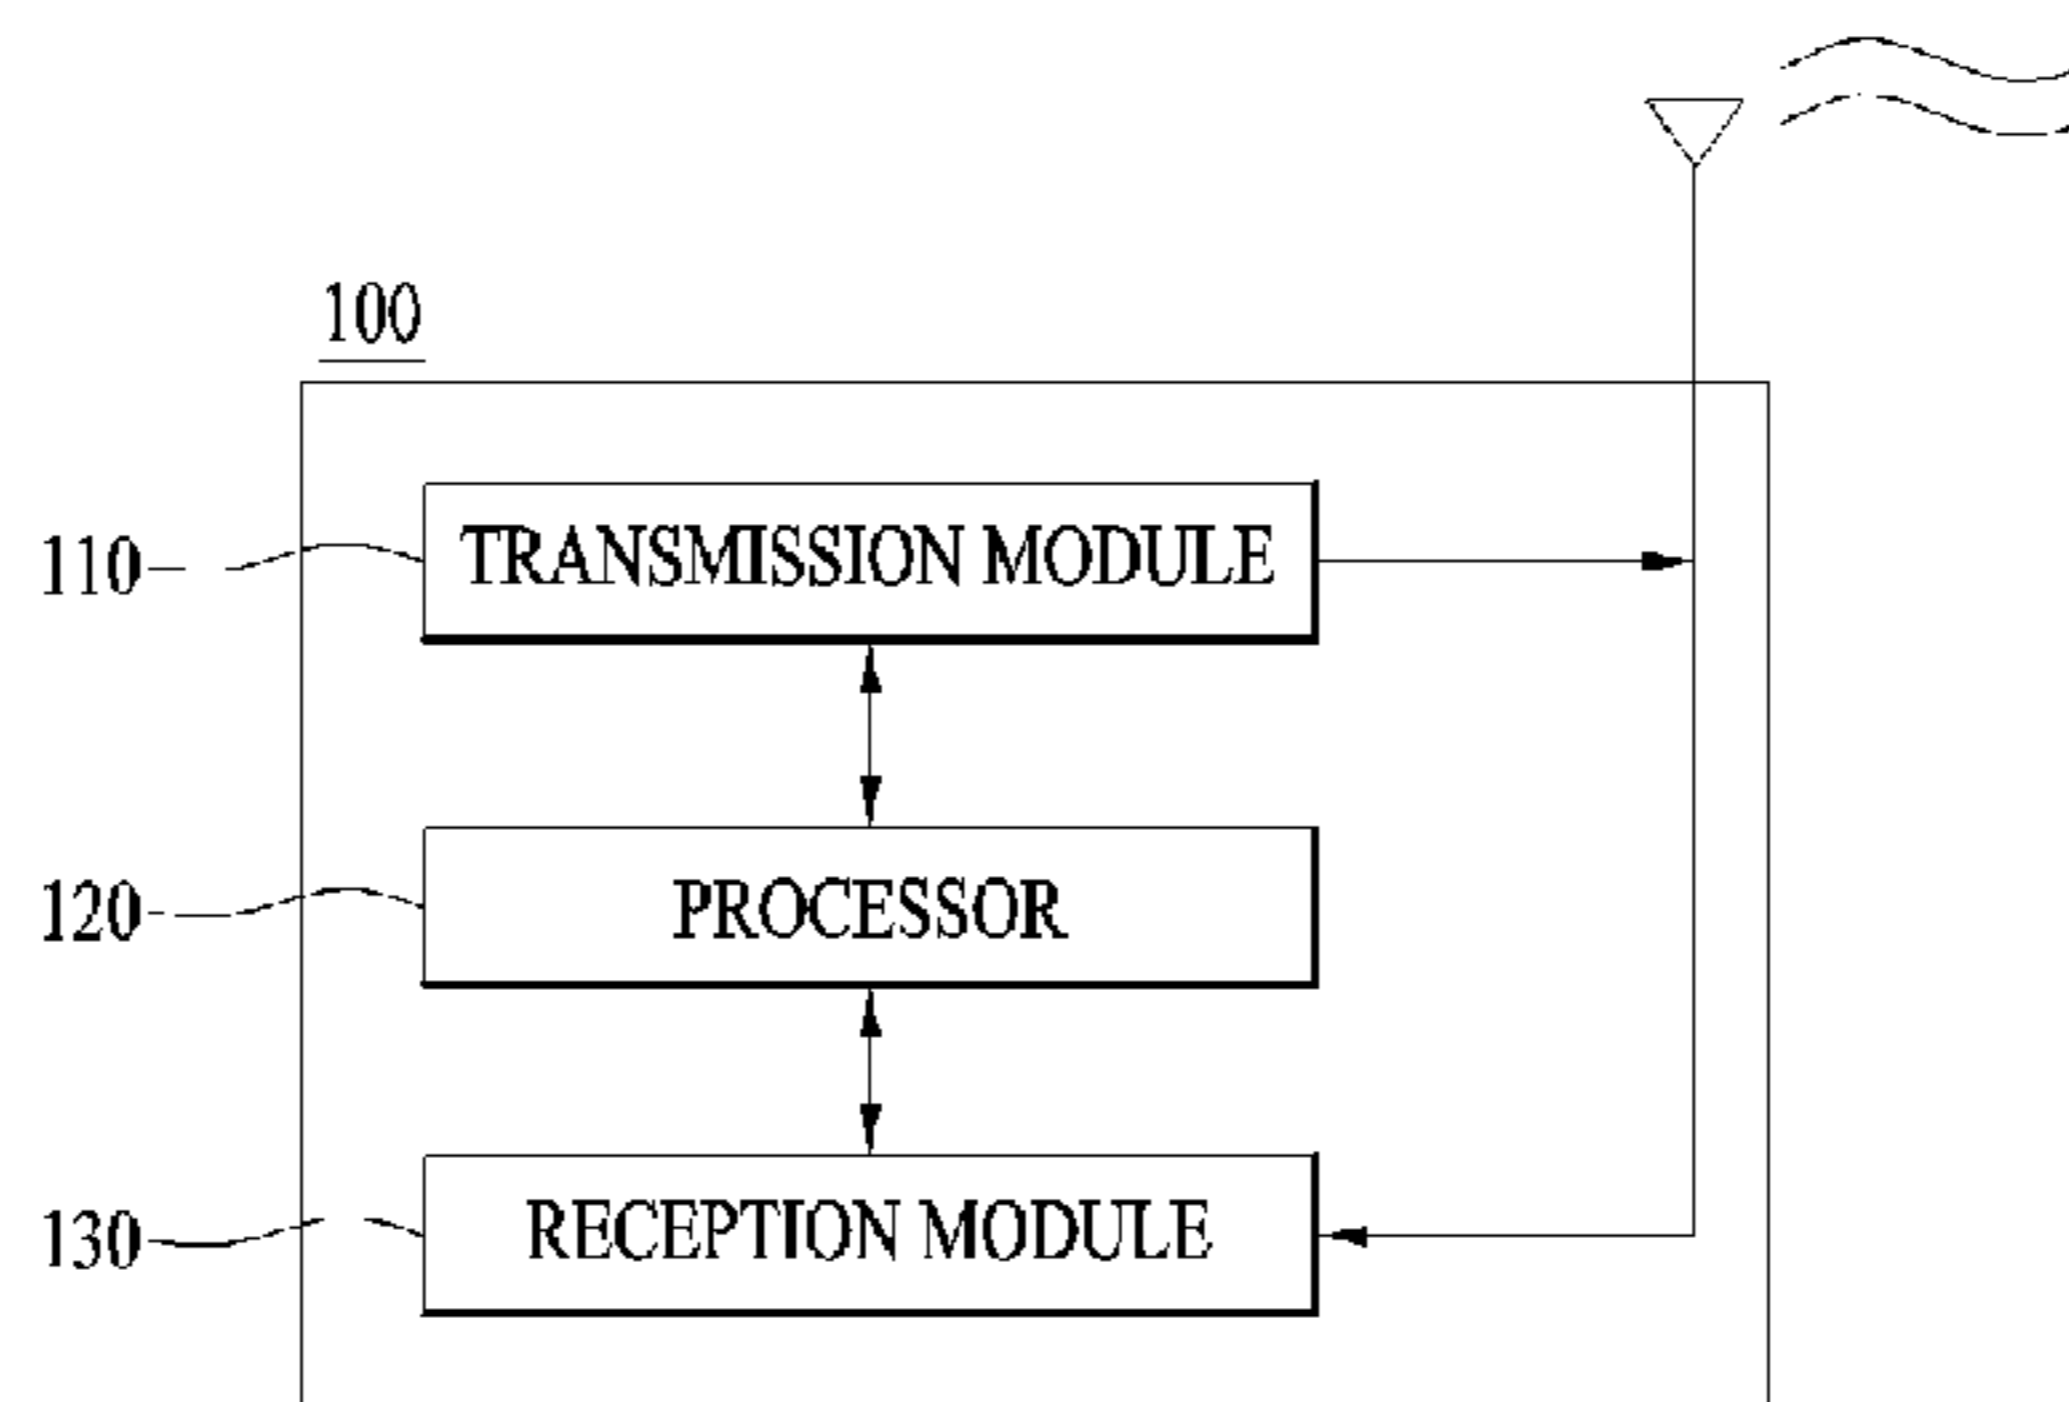 100
110 TRANSMISSION MODULE
120 PROCESSOR
130 RECEPTION MODULE